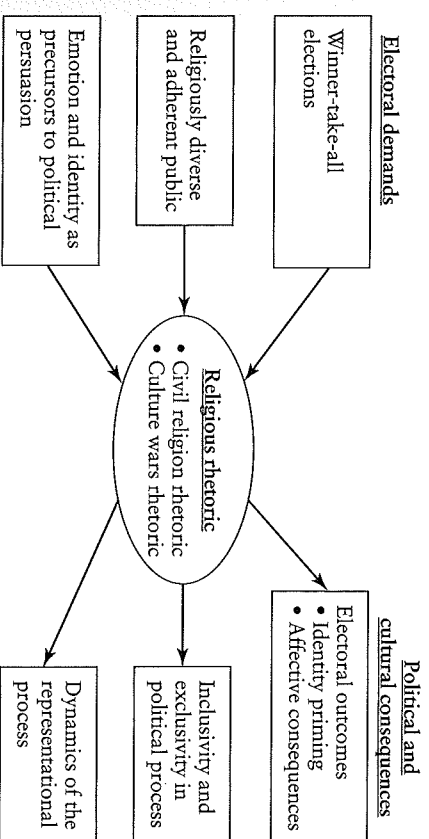 Electoral demands
Winner-take-all
elections
Religiously diverse
and adherent public
Emotion and identity as
precursors to political
persuasion
Religious rhetoric
• Civil religion rhetoric
• Culture wars rhetoric
Political and
cultural consequences
Electoral outcomes
• Identity priming
• Affective consequences
Inclusivity and
exclusivity in
political process
Dynamics of the
representational
process